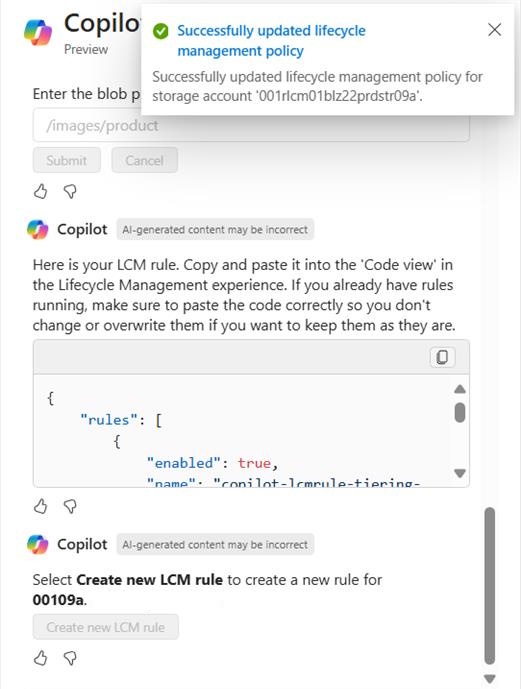 Copilo
Preview
Successfully updated lifecycle
management policy
Successfully updated lifecycle management policy for
storage account '001rlcm01blz22prdstr09a'.
Enter the blob p
/images/product
Submit Cancel
Copilot AI-generated content may be incorrect
Here is your LCM rule. Copy and paste it into the 'Code view' in
the Lifecycle Management experience. If you already have rules
running, make sure to paste the code correctly so you don't
change or overwrite them if you want to keep them as they are.
{
"rules": [
{
"enabled": true,
"name": "copilot-lcmrule-tiering-
Copilot AI-generated content may be incorrect
Select Create new LCM rule to create a new rule for
00109a.
Create new LCM rule